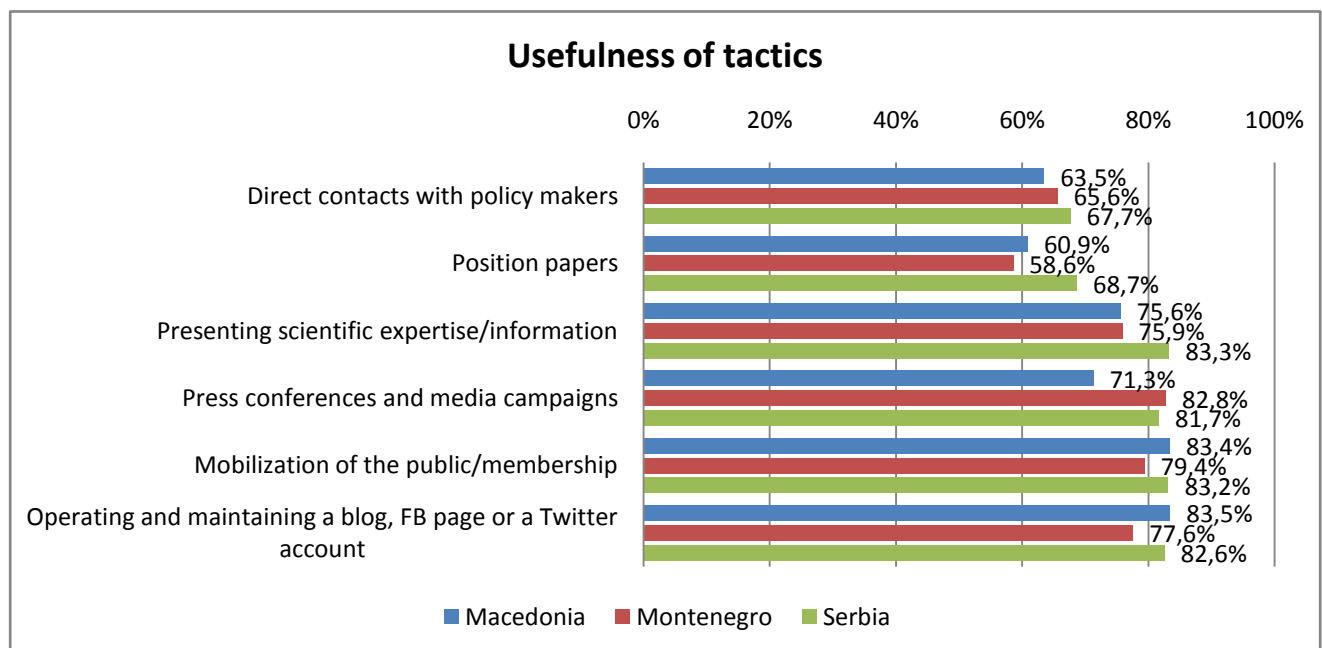 Usefulness of tactics
0% 20% 40% 60% 80% 100%
Direct contacts with policy makers
63,5%
65,6%
67,7%
Position papers
60,9%
58,6%
68,7%
Presenting scientific expertise/information
75,6%
75,9%
83,3%
Press conferences and media campaigns
71,3%
82,8%
81,7%
Mobilization of the public/membership
83,4%
79,4%
83,2%
Operating and maintaining a blog, FB page or a Twitter
account
83,5%
77,6%
82,6%
Macedonia Montenegro Serbia